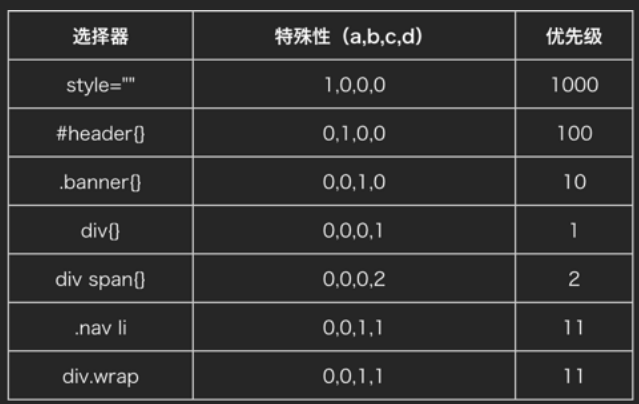 选择器 特殊性（a,b,c,d） 优先级
style="" 1,0,0,0 1000
#header{} 0,1,0,0 100
.banner{} 0,0,1,0 10
div{} 0,0,0,1 1
div span{} 0,0,0,2 2
.nav li 0,0,1,1 11
div.wrap 0,0,1,1 11